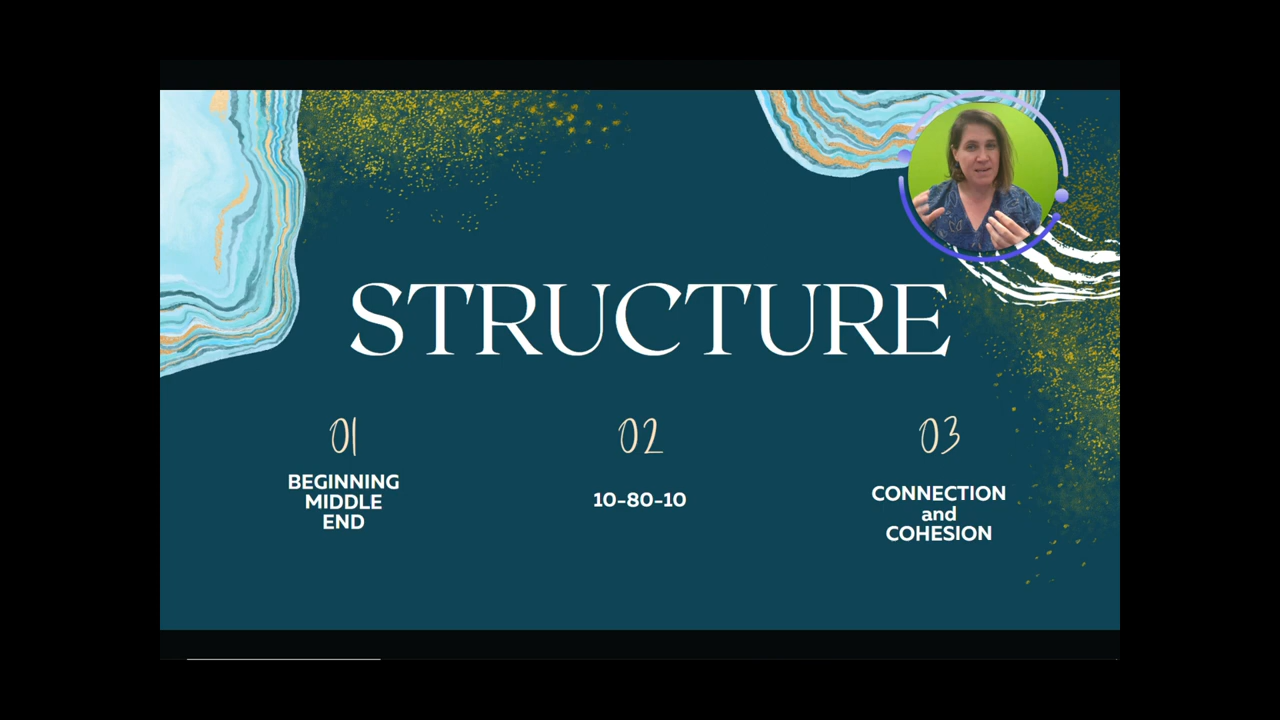 STRUCTURE
01
BEGINNING
MIDDLE
END
02
10-80-10
03
CONNECTION
and
COHESION